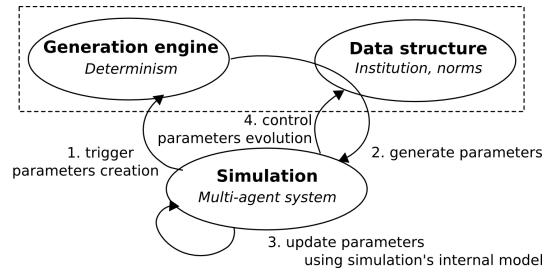 Generation engine
Determinism
Data structure
Institution, norms
4. control
parameters evolution
1. trigger
parameters creation
2. generate parameters
Simulation
Multi-agent system
3. update parameters
using simulation's internal model